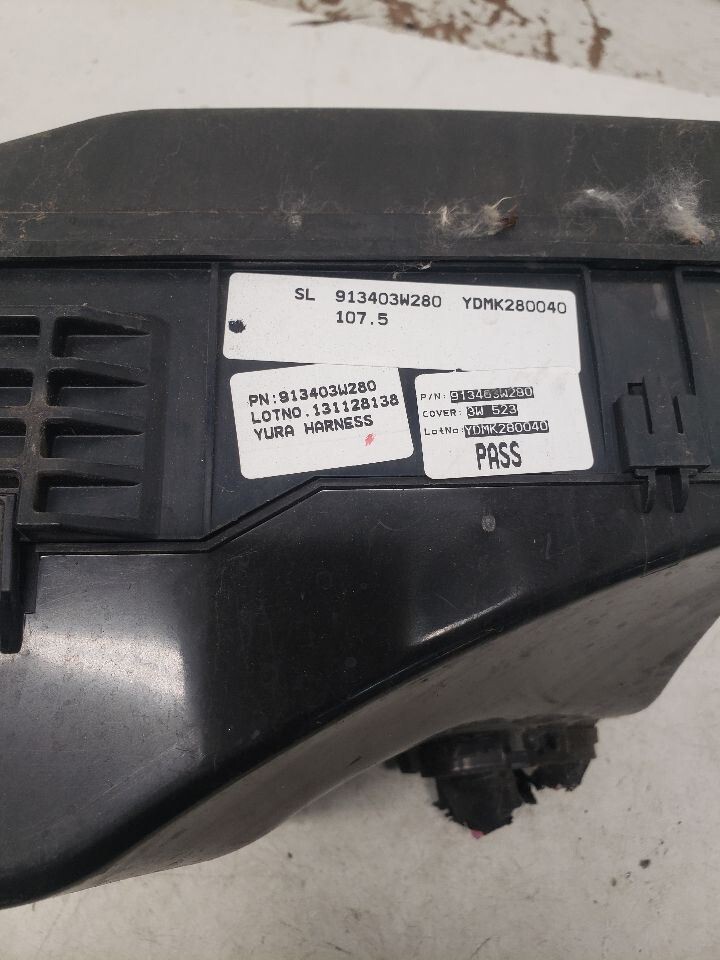 SL 913403W280 YDMK280040
107.5
PN:913403W280
LOTNO.131128138
YURA HARNESS
P/N: 913403W280
COVER: 3W 523
LotNo: YDMK280040
PASS